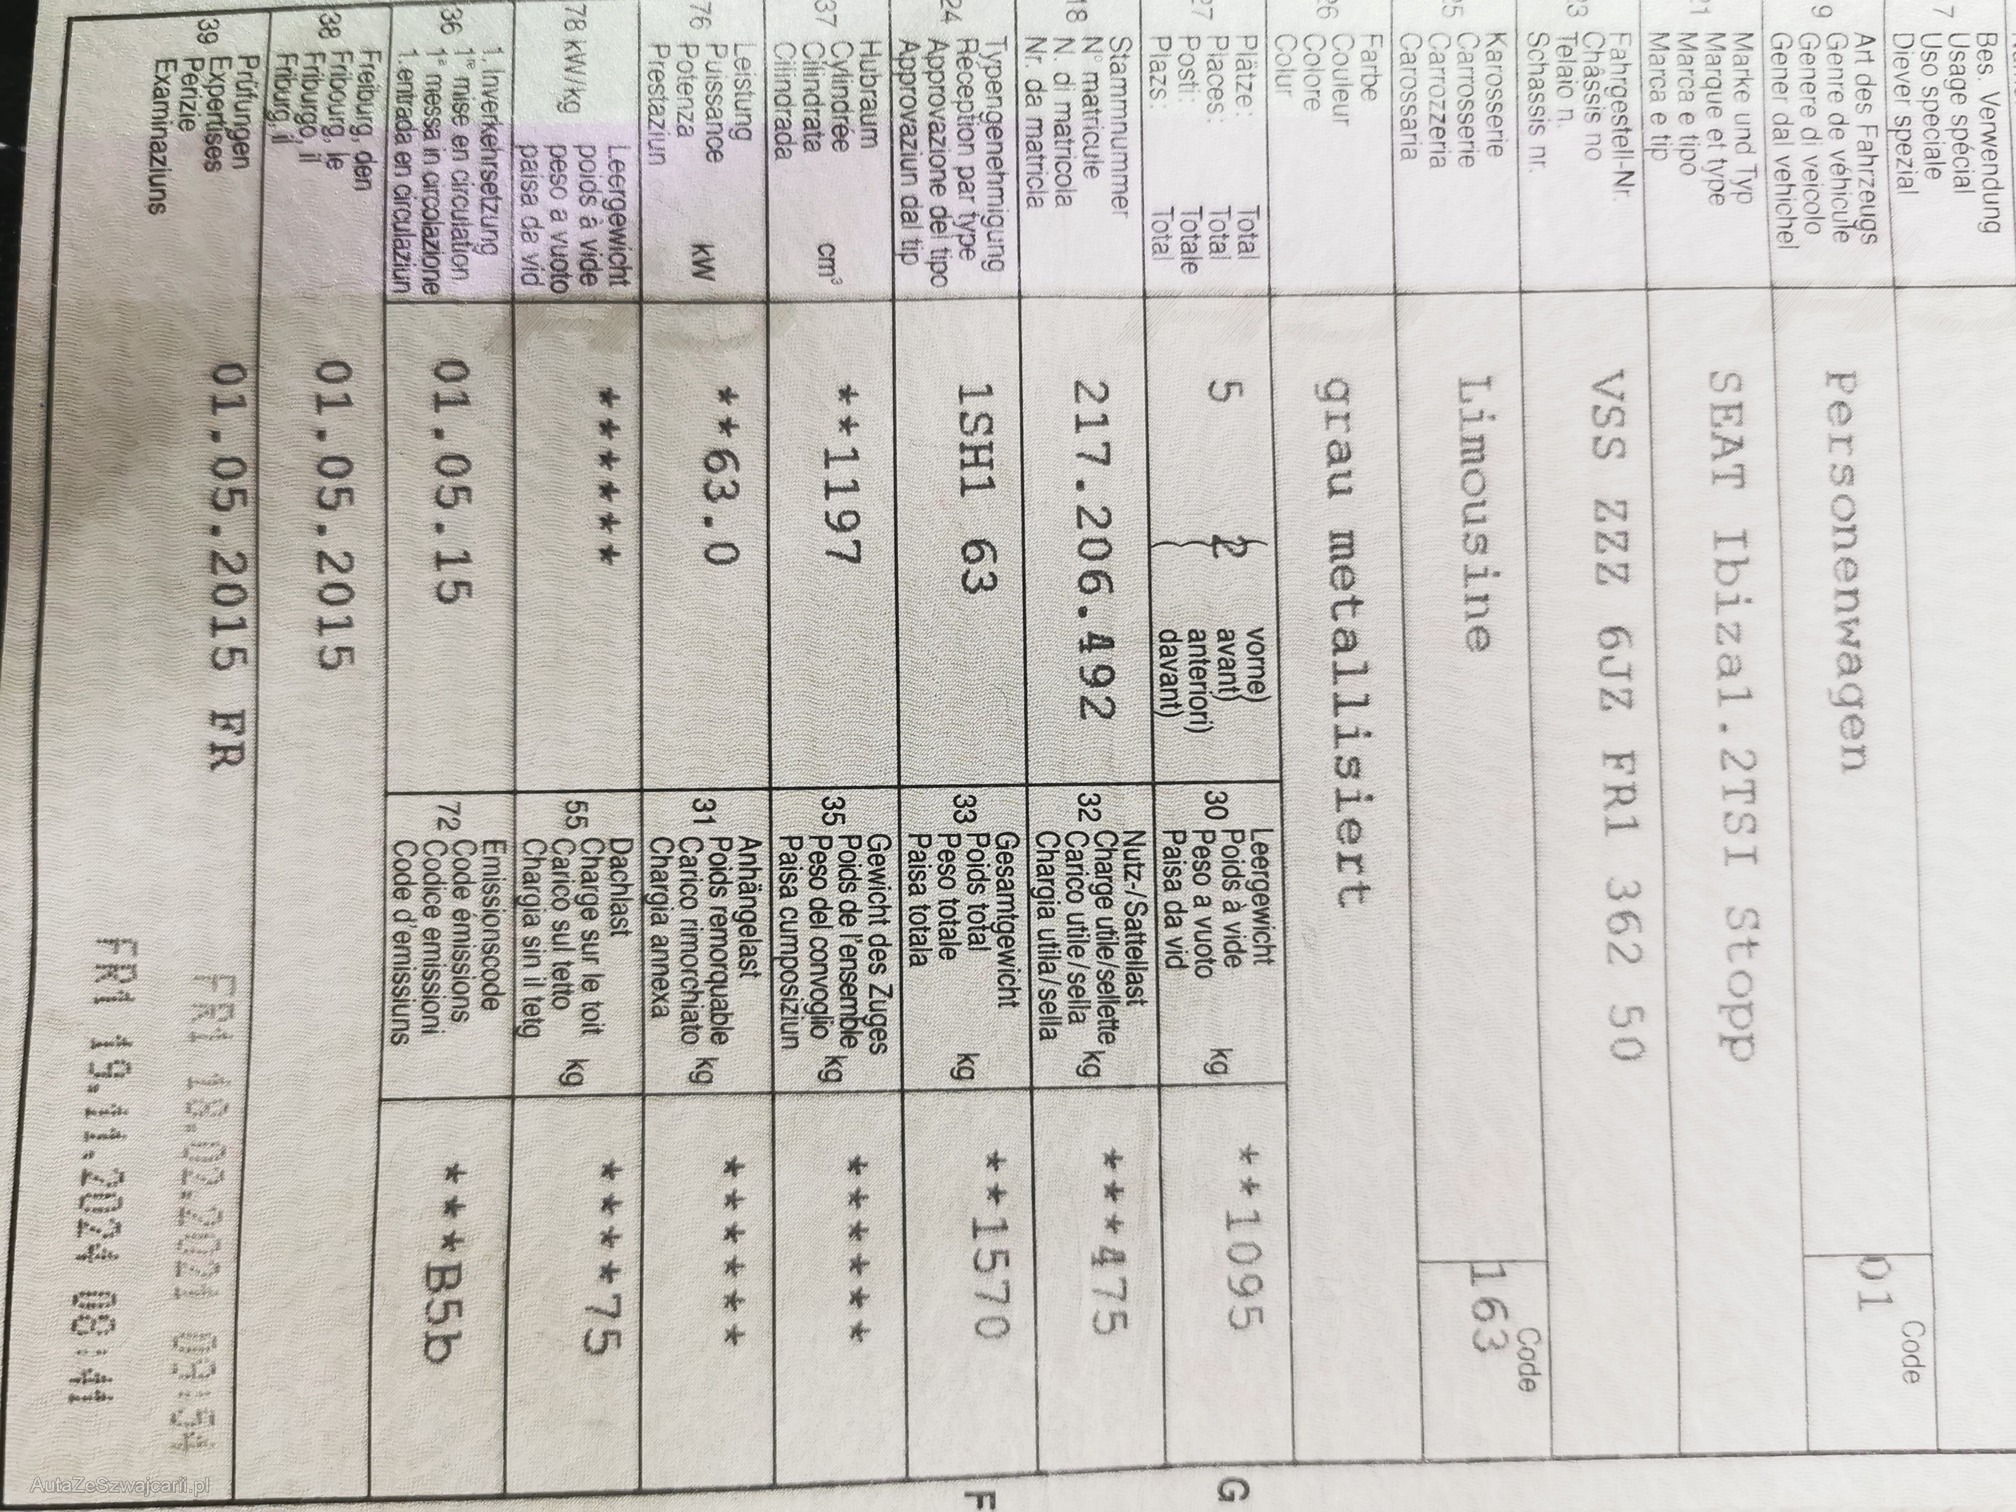 Bes. Verwendung
7 Usage spécial
Uso speciale
Diever spezial
Art des Fahrzeugs
9 Genre de véhicule
Genere di veicolo
Gener dal vehichel
Personenwagen
Code
01
Marke und Typ
21 Marque et type
Marca e tipo
Marca e tip
SEAT Ibiza1.2TSI Stopp
Fahrgestell-Nr.
23 Châssis no
Telaio n.
Schassis nr.
VSS ZZZ 6JZ FR1 362 50
Karosserie
25 Carrosserie
Carrozzeria
Carossaria
Limousine
Code
163
Farbe
26 Couleur
Colore
Colur
grau metallisiert
Plätze: Total
27 Places: Total
Posti: Totale
Plazs: Total
5 2
vorne)
avant)
anteriori)
davant)
Leergewicht
30 Poids à vide
Peso a vuoto kg
Paisa da vid
**1095
G
Stammnummer
18 N° matricule
N. di matricola
Nr. da matricla
217.206.492
Nutz-/Sattellast
32 Charge utile/sellette
Carico utile/sella kg
Chargia utila/sella
***475
Typengenehmigung
24 Réception par type
Approvazione del tipo
Approvaziun dal tip
1SH1 63
Gesamtgewicht
33 Poids total
Peso totale kg
Paisa totala
**1570
F
Hubraum
37 Cylindrée
Cilindrata cm³
Cilindrada
**1197
Gewicht des Zuges
35 Poids de l'ensemble
Peso del convoglio kg
Paisa cumposiziun
******
Leistung
76 Puissance
Potenza kW
Prestaziun
**63.0
Anhängelast
31 Poids remorquable
Carico rimorchiato kg
Chargia annexa
******
78 kW/kg
Leergewicht
poids à vide
peso a vuoto
paisa da vid
******
Dachlast
55 Charge sur le toit
Carico sul tetto kg
Chargia sin il tetg
****75
1. Inverkehrsetzung
36 1re mise en circulation
1a messa in circolazione
1. entrada en circulaziun
01.05.15
Emissionscode
72 Code émissions
Codice emissioni
Code d'emissiuns
***B5b
Freiburg, den
38 Fribourg, le
Friburgo, il
Friburg, il
01.05.2015
Prüfungen
39 Expertises
Perizie
Examinaziuns
01.05.2015 FR
FR1 18.02.2021 09:54
FR1 19.11.2024 08:41
AutaZeSzwajcarii.pl